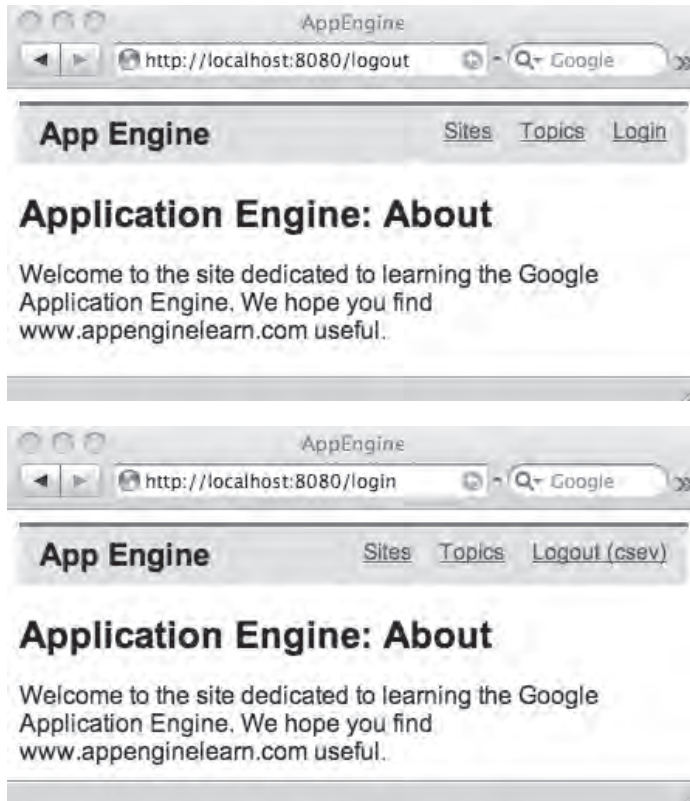 AppEngine
http://localhost:8080/logout
Google
App Engine
Sites Topics Login
Application Engine: About
Welcome to the site dedicated to learning the Google
Application Engine. We hope you find
www.appenginelearn.com useful.
AppEngine
http://localhost:8080/login
Google
App Engine
Sites Topics Logout (csev)
Application Engine: About
Welcome to the site dedicated to learning the Google
Application Engine. We hope you find
www.appenginelearn.com useful.